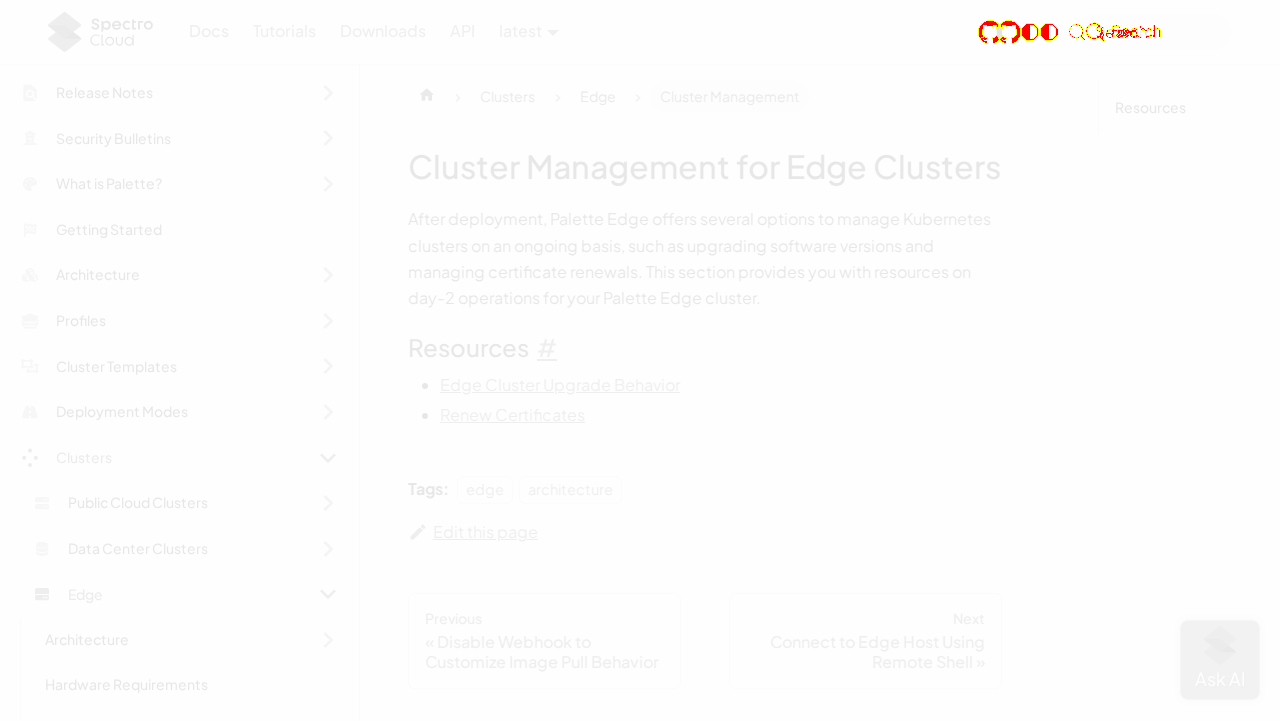 Spectro Cloud
Docs
Tutorials
Downloads
API
latest
Search
Release Notes
Security Bulletins
What is Palette?
Getting Started
Architecture
Profiles
Cluster Templates
Deployment Modes
Clusters
Public Cloud Clusters
Data Center Clusters
Edge
Architecture
Hardware Requirements
Clusters
Edge
Cluster Management
Cluster Management for Edge Clusters
After deployment, Palette Edge offers several options to manage Kubernetes
clusters on an ongoing basis, such as upgrading software versions and
managing certificate renewals. This section provides you with resources on
day-2 operations for your Palette Edge cluster.
Resources #
Edge Cluster Upgrade Behavior
Renew Certificates
Tags: edge architecture
Edit this page
Previous
« Disable Webhook to
Customize Image Pull Behavior
Next
Connect to Edge Host Using
Remote Shell »
Resources
Ask AI